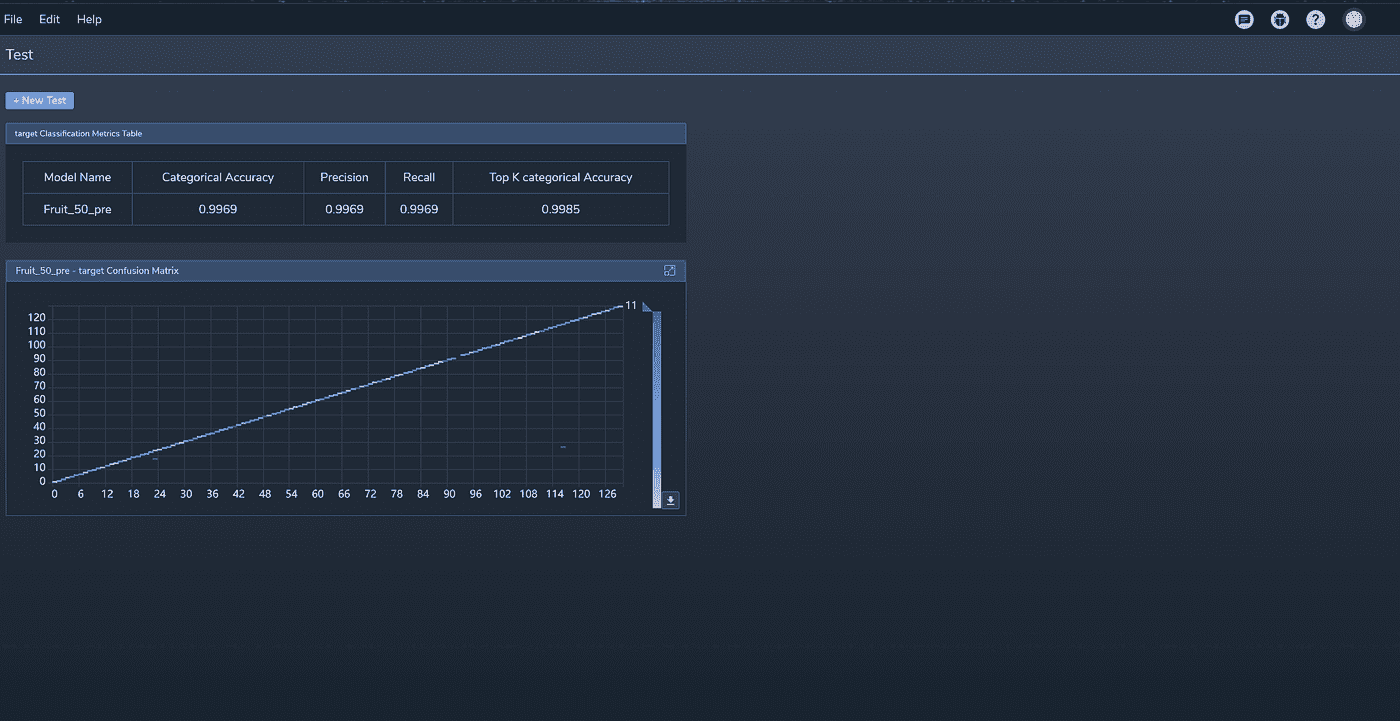 File Edit Help
?
Test
+ New Test
target Classification Metrics Table
Model Name Categorical Accuracy Precision Recall Top K categorical Accuracy
Fruit_50_pre 0.9969 0.9969 0.9969 0.9985
Fruit_50_pre - target Confusion Matrix
11
120
110
100
90
80
70
60
50
40
30
20
10
0
0 6 12 18 24 30 36 42 48 54 60 66 72 78 84 90 96 102 108 114 120 126